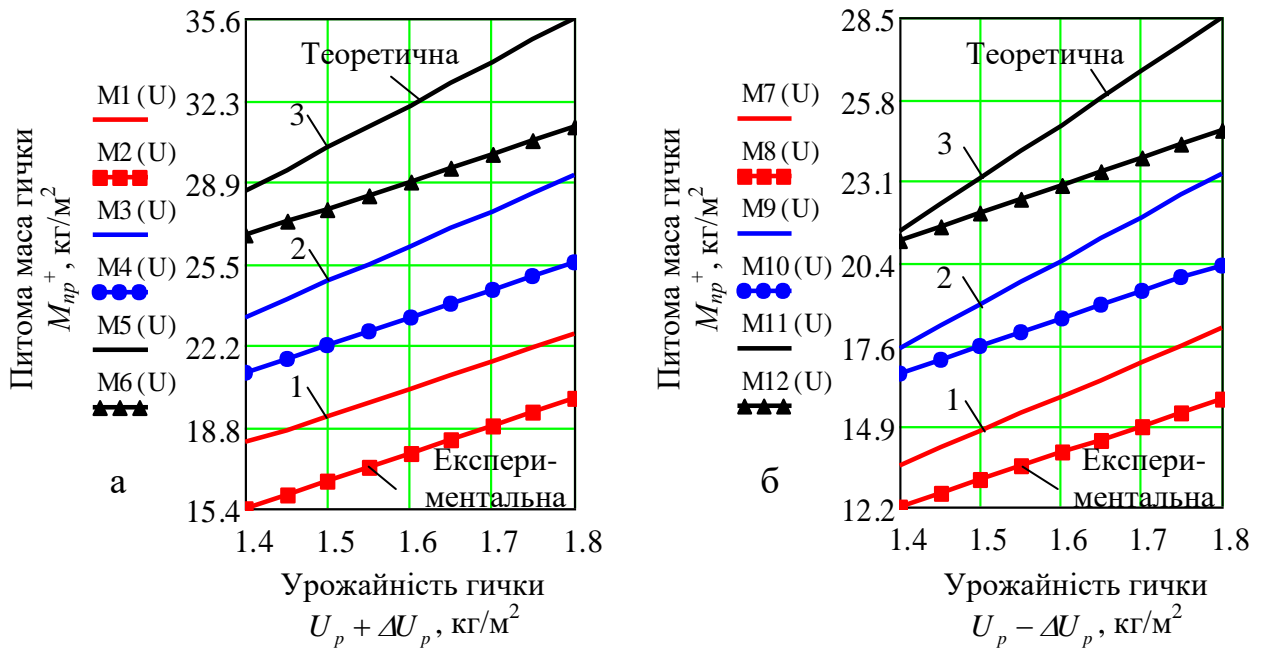 Питома маса гички
M_пр^+, кг/м²
M1 (U)
M2 (U)
M3 (U)
M4 (U)
M5 (U)
M6 (U)
35.6
32.3
28.9
25.5
22.2
18.8
15.4
Теоретична
3
2
1
Експери-
ментальна
а
1.4 1.5 1.6 1.7 1.8
Урожайність гички
U_p + ΔU_p, кг/м²
Питома маса гички
M_пр^+, кг/м²
M7 (U)
M8 (U)
M9 (U)
M10 (U)
M11 (U)
M12 (U)
28.5
25.8
23.1
20.4
17.6
14.9
12.2
Теоретична
3
2
1
Експери-
ментальна
б
1.4 1.5 1.6 1.7 1.8
Урожайність гички
U_p − ΔU_p, кг/м²